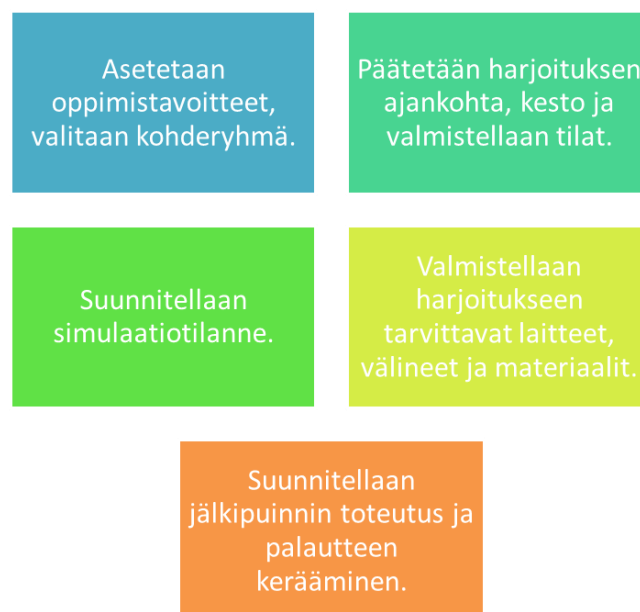 Asetetaan
oppimistavoitteet,
valitaan kohderyhmä.
Päätetään harjoituksen
ajankohta, kesto ja
valmistellaan tilat.
Suunnitellaan
simulaatiotilanne.
Valmistellaan
harjoitukseen
tarvittavat laitteet,
välineet ja materiaalit.
Suunnitellaan
jälkipuinnin toteutus ja
palautteen
kerääminen.